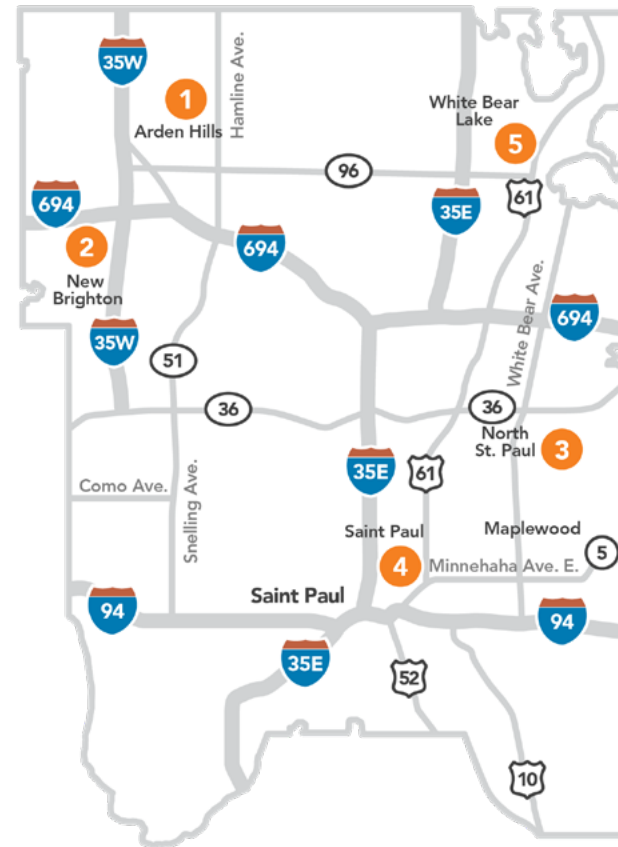 35W
1
Arden Hills
Hamline Ave.
White Bear
Lake
5
96
694
35E
61
2
694
New
Brighton
White Bear Ave.
694
35W
51
36
36
North
St. Paul
3
35E
61
Como Ave.
Snelling Ave.
Saint Paul
Maplewood
4
5
Minnehaha Ave. E.
Saint Paul
94
94
35E
52
10